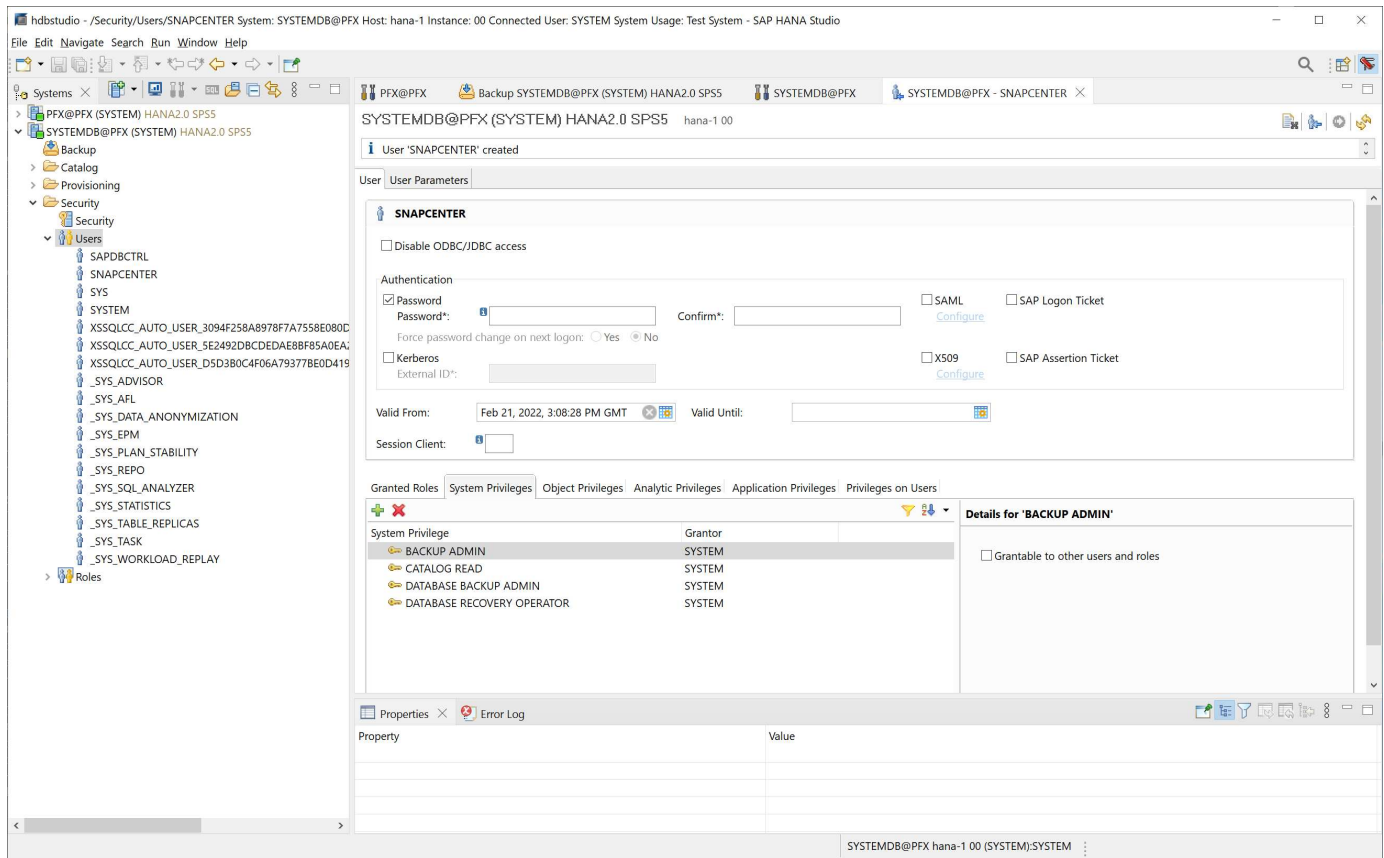 hdbstudio - /Security/Users/SNAPCENTER System: SYSTEMDB@PFX Host: hana-1 Instance: 00 Connected User: SYSTEM System Usage: Test System - SAP HANA Studio
File Edit Navigate Search Run Window Help
Systems
PFX@PFX (SYSTEM) HANA2.0 SPS5
SYSTEMDB@PFX (SYSTEM) HANA2.0 SPS5
Backup
Catalog
Provisioning
Security
Security
Users
SAPDBCTRL
SNAPCENTER
SYS
SYSTEM
XSSQLCC_AUTO_USER_3094F258A8978F7A7558E080D
XSSQLCC_AUTO_USER_5E2492DBCDEDAE8BF85A0EA
XSSQLCC_AUTO_USER_D5D3B0C4F06A79377BE0D419
_SYS_ADVISOR
_SYS_AFL
_SYS_DATA_ANONYMIZATION
_SYS_EPM
_SYS_PLAN_STABILITY
_SYS_REPO
_SYS_SQL_ANALYZER
_SYS_STATISTICS
_SYS_TABLE_REPLICAS
_SYS_TASK
_SYS_WORKLOAD_REPLAY
Roles
PFX@PFX Backup SYSTEMDB@PFX (SYSTEM) HANA2.0 SPS5 SYSTEMDB@PFX SYSTEMDB@PFX - SNAPCENTER
SYSTEMDB@PFX (SYSTEM) HANA2.0 SPS5 hana-1 00
User 'SNAPCENTER' created
User User Parameters
SNAPCENTER
Disable ODBC/JDBC access
Authentication
Password SAML SAP Logon Ticket
Password*: Confirm*: Configure
Force password change on next logon: Yes No
Kerberos X509 SAP Assertion Ticket
External ID*: Configure
Valid From: Feb 21, 2022, 3:08:28 PM GMT Valid Until:
Session Client:
Granted Roles System Privileges Object Privileges Analytic Privileges Application Privileges Privileges on Users
Details for 'BACKUP ADMIN'
System Privilege Grantor
BACKUP ADMIN SYSTEM
Grantable to other users and roles
CATALOG READ SYSTEM
DATABASE BACKUP ADMIN SYSTEM
DATABASE RECOVERY OPERATOR SYSTEM
Properties Error Log
Property Value
SYSTEMDB@PFX hana-1 00 (SYSTEM):SYSTEM